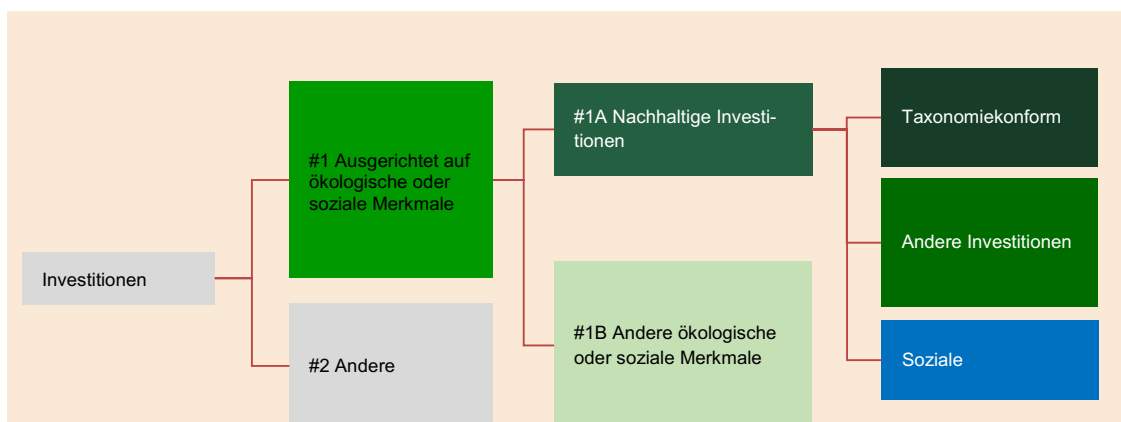 Investitionen
#1 Ausgerichtet auf
ökologische oder
soziale Merkmale
#2 Andere
#1A Nachhaltige Investi-
tionen
#1B Andere ökologische
oder soziale Merkmale
Taxonomiekonform
Andere Investitionen
Soziale